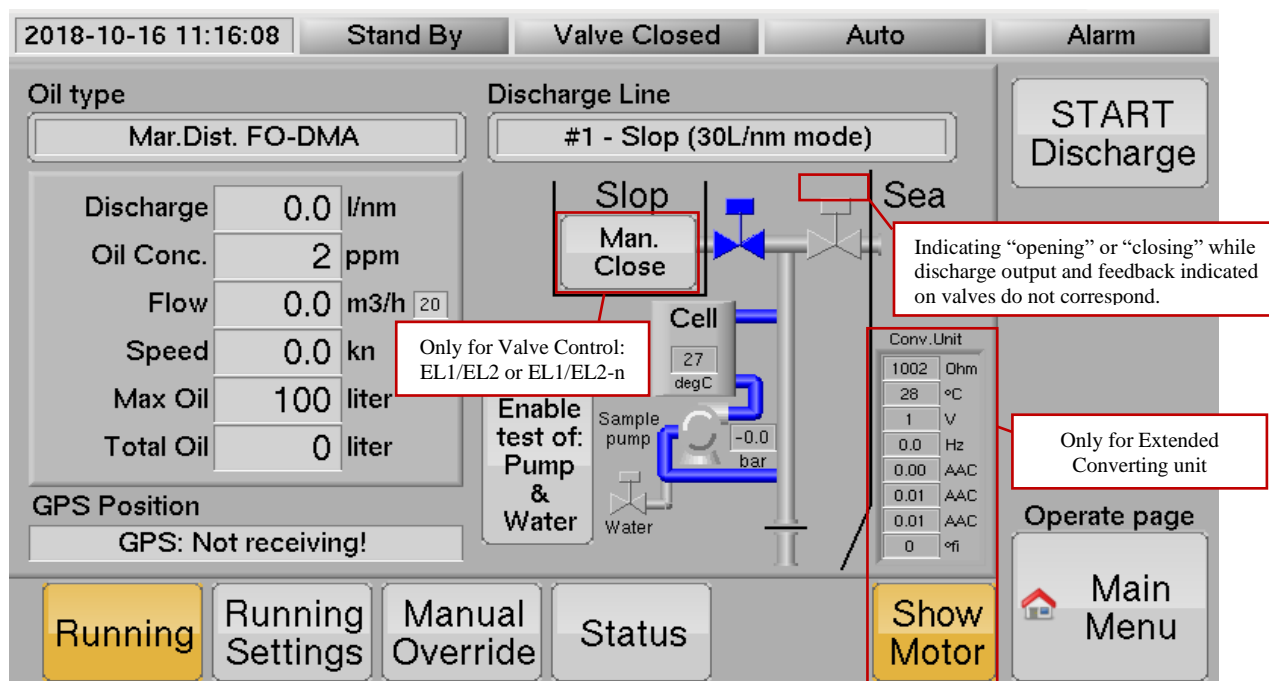 2018-10-16 11:16:08
Stand By
Valve Closed
Auto
Alarm
Oil type
Mar.Dist. FO-DMA
Discharge Line
#1 - Slop (30L/nm mode)
START
Discharge
Discharge 0.0 l/nm
Oil Conc. 2 ppm
Flow 0.0 m3/h 20
Speed 0.0 kn
Max Oil 100 liter
Total Oil 0 liter
GPS Position
GPS: Not receiving!
Slop
Man.
Close
Sea
Indicating “opening” or “closing” while
discharge output and feedback indicated
on valves do not correspond.
Only for Valve Control:
EL1/EL2 or EL1/EL2-n
Cell
27
degC
Enable
test of:
Pump
&
Water
Sample
pump
-0.0
bar
Water
Conv.Unit
1002 Ohm
28 ºC
1 V
0.0 Hz
0.00 AAC
0.01 AAC
0.01 AAC
0 ºfi
Only for Extended
Converting unit
Operate page
Main
Menu
Running
Running
Settings
Manual
Override
Status
Show
Motor